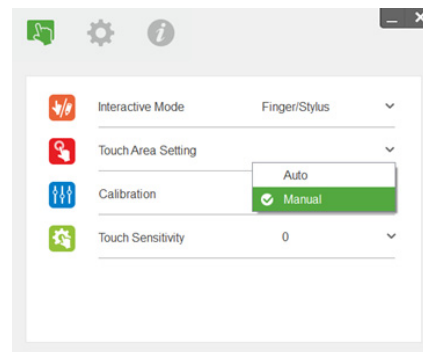 Interactive Mode Finger/Stylus
Touch Area Setting
Auto
Calibration
Manual
Touch Sensitivity 0